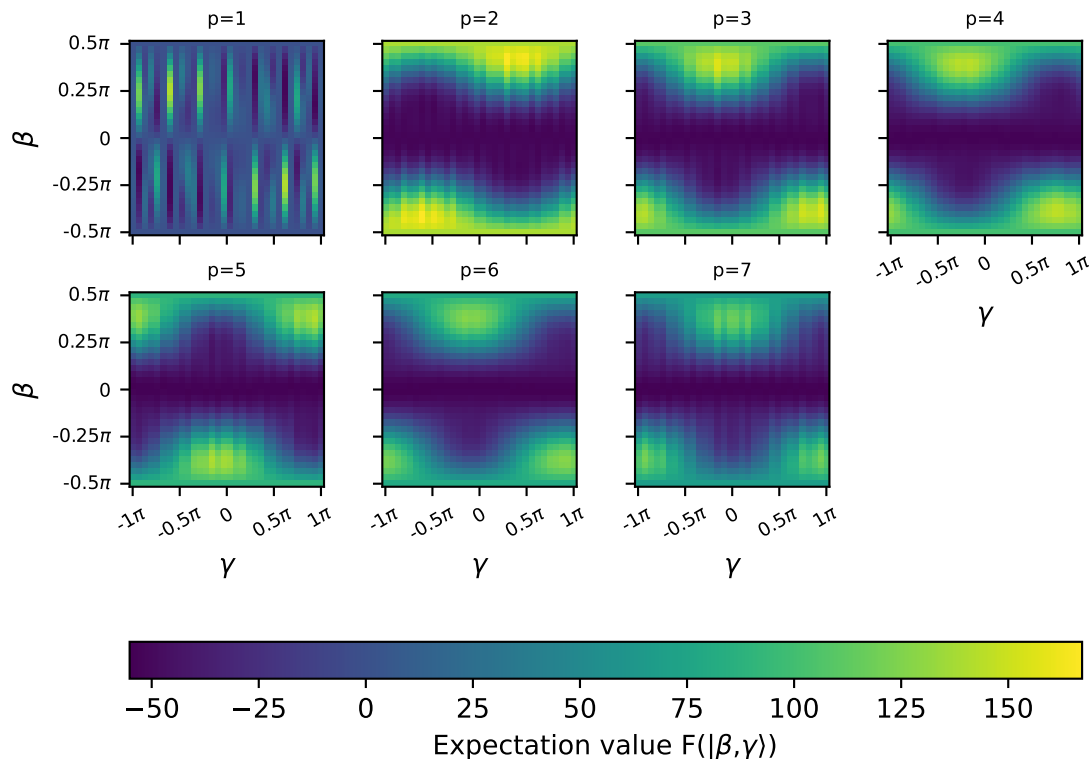 p=1 p=2 p=3 p=4
0.5π
0.25π
0
-0.25π
-0.5π
β
-1π -0.5π 0 0.5π 1π
γ
p=5 p=6 p=7
0.5π
0.25π
0
-0.25π
-0.5π
β
-1π -0.5π 0 0.5π 1π -1π -0.5π 0 0.5π 1π -1π -0.5π 0 0.5π 1π
γ γ γ
−50 −25 0 25 50 75 100 125 150
Expectation value F(|β,γ⟩)